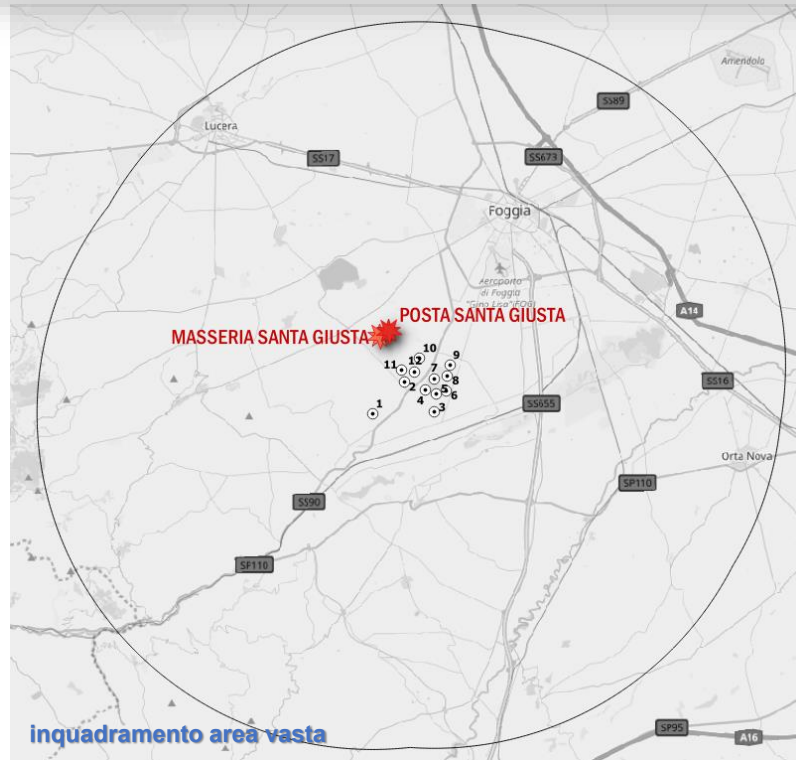 Amendola
SS89
Lucera
SS17
SS673
Foggia
Aeroporto
di Foggia
"Gino Lisa"(FOG)
A14
POSTA SANTA GIUSTA
MASSERIA SANTA GIUSTA
10
9
11
12
7
8
2
1
4
5
6
3
SS16
SS655
Orta Nova
SP110
SS90
SP110
inquadramento area vasta
SP95
A16